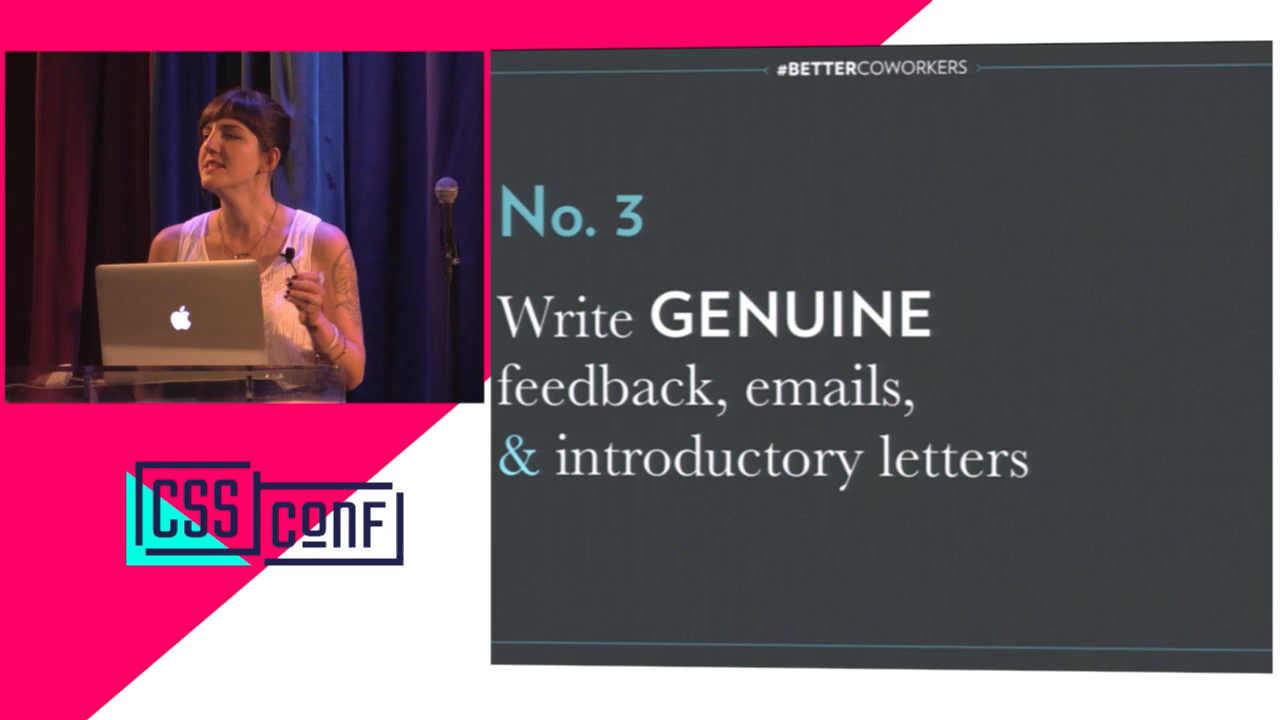 #BETTERCOWORKERS
No. 3
Write GENUINE
feedback, emails,
& introductory letters
CSS
CONF